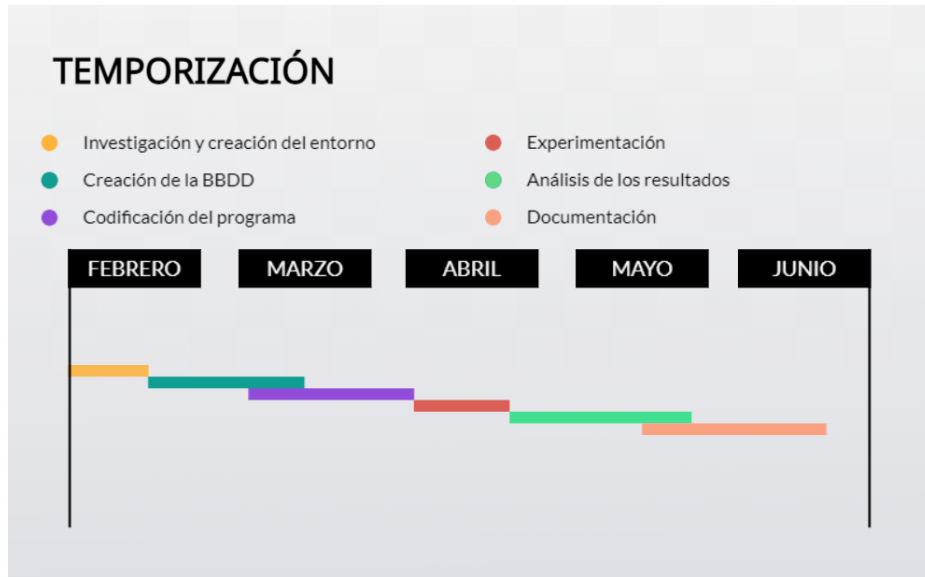 TEMPORIZACIÓN
Investigación y creación del entorno
Creación de la BBDD
Codificación del programa
Experimentación
Análisis de los resultados
Documentación
FEBRERO
MARZO
ABRIL
MAYO
JUNIO